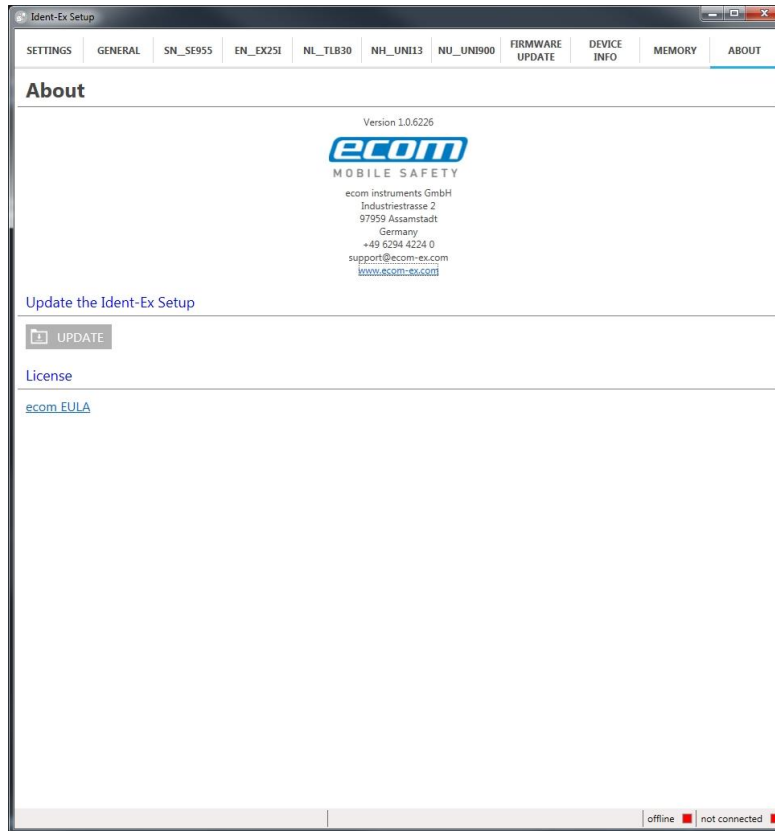 Ident-Ex Setup
SETTINGS GENERAL SN_SE955 EN_EX25I NL_TLB30 NH_UNI13 NU_UNI900 FIRMWARE UPDATE DEVICE INFO MEMORY ABOUT
About
Version 1.0.6226
ecom
MOBILE SAFETY
ecom instruments GmbH
Industriestrasse 2
97959 Assamstadt
Germany
+49 6294 4224 0
support@ecom-ex.com
www.ecom-ex.com
Update the Ident-Ex Setup
UPDATE
License
ecom EULA
offline not connected